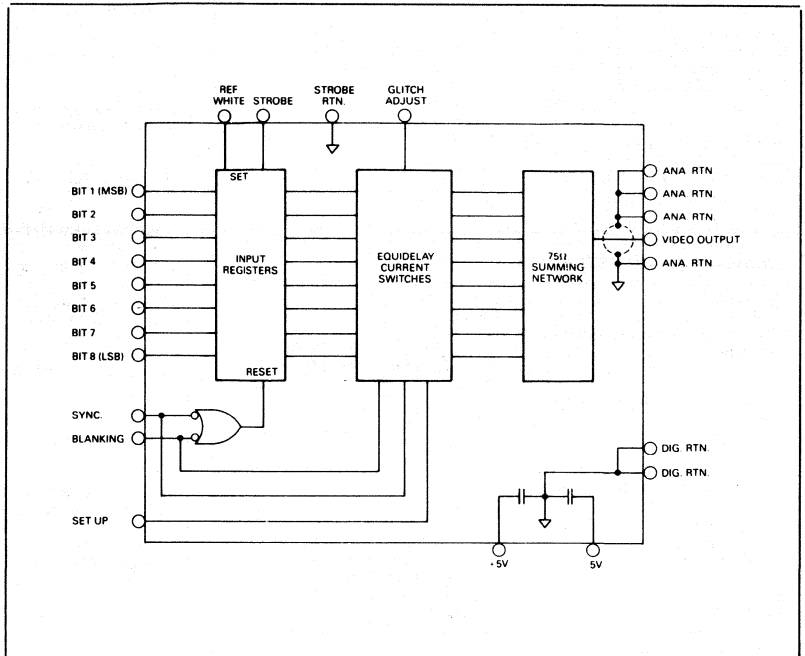 REF WHITE
STROBE
STROBE RTN.
GLITCH ADJUST
BIT 1 (MSB)
BIT 2
BIT 3
BIT 4
BIT 5
BIT 6
BIT 7
BIT 8 (LSB)
SYNC.
BLANKING
SET UP
SET
INPUT REGISTERS
RESET
EQUIDELAY CURRENT SWITCHES
75Ω SUMMING NETWORK
ANA. RTN.
ANA. RTN.
ANA. RTN.
VIDEO OUTPUT
ANA. RTN.
DIG. RTN.
DIG. RTN.
+5V
5V